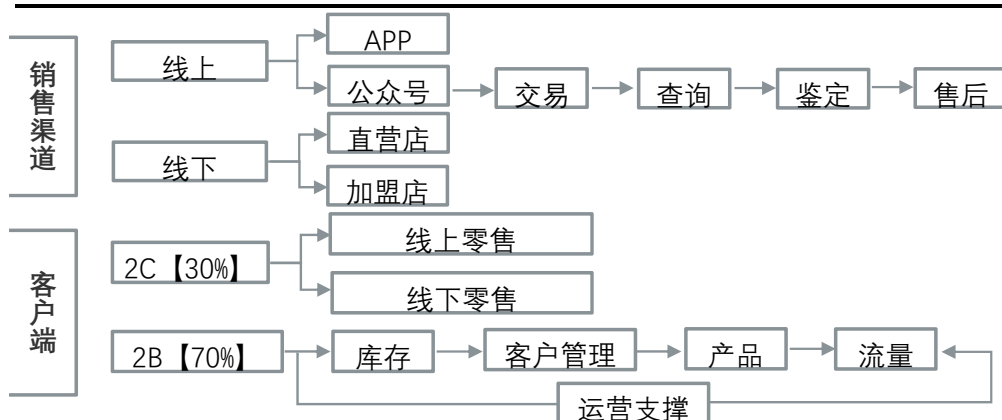 销售渠道
线上
APP
公众号
交易
查询
鉴定
售后
线下
直营店
加盟店
客户端
2C【30%】
线上零售
线下零售
2B【70%】
库存
客户管理
产品
流量
运营支撑